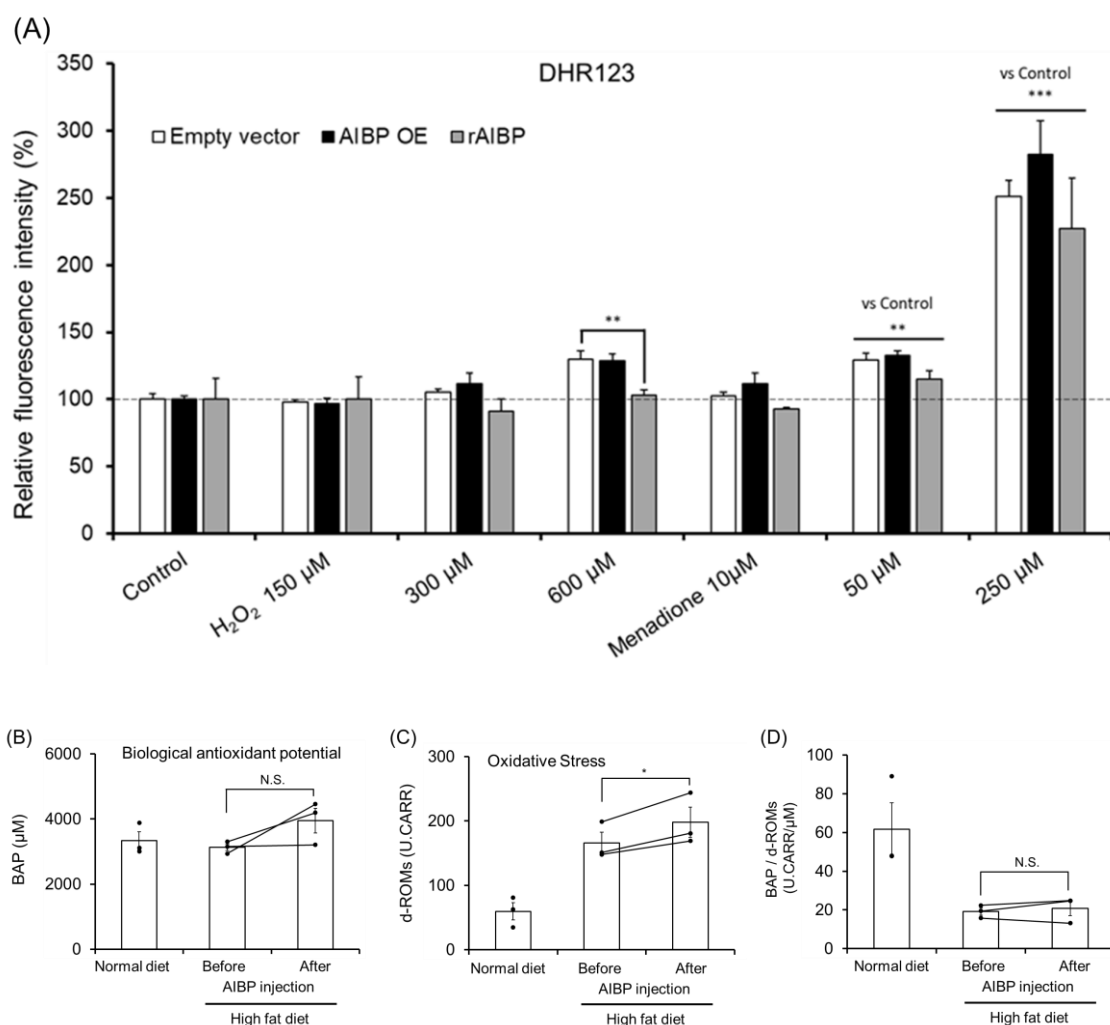 (A)
DHR123
Empty vector AIBP OE rAIBP
vs Control
***
vs Control
**
**
Relative fluorescence intensity (%)
350
300
250
200
150
100
50
0
Control
H₂O₂ 150 µM
300 µM
600 µM
Menadione 10µM
50 µM
250 µM
(B)
Biological antioxidant potential
N.S.
BAP (µM)
6000
4000
2000
0
Normal diet Before After
AIBP injection
High fat diet
(C)
Oxidative Stress
*
d-ROMs (U.CARR)
300
200
100
0
Normal diet Before After
AIBP injection
High fat diet
(D)
N.S.
BAP / d-ROMs
(U.CARR/µM)
100
80
60
40
20
0
Normal diet Before After
AIBP injection
High fat diet